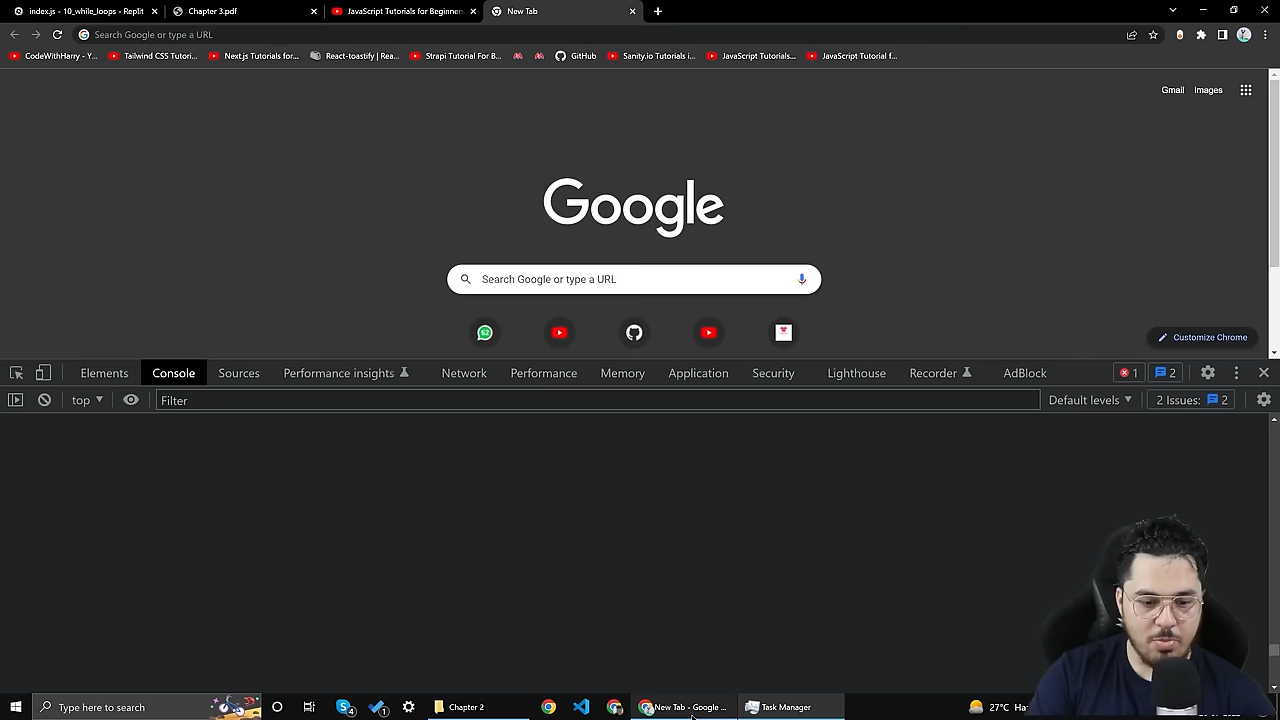 index.js - 10_while_loops - Replit
Chapter 3.pdf
JavaScript Tutorials for Beginner
New Tab
Search Google or type a URL
CodeWithHarry - Y...
Tailwind CSS Tutori...
Next.js Tutorials for...
React-toastify | Rea...
Strapi Tutorial For B...
GitHub
Sanity.io Tutorials i...
JavaScript Tutorials...
JavaScript Tutorial f...
Gmail
Images
Google
Search Google or type a URL
62
Customize Chrome
Elements
Console
Sources
Performance insights
Network
Performance
Memory
Application
Security
Lighthouse
Recorder
AdBlock
1
2
top
Filter
Default levels
2 Issues:
2
Type here to search
4
1
Chapter 2
New Tab - Google ...
Task Manager
27°C